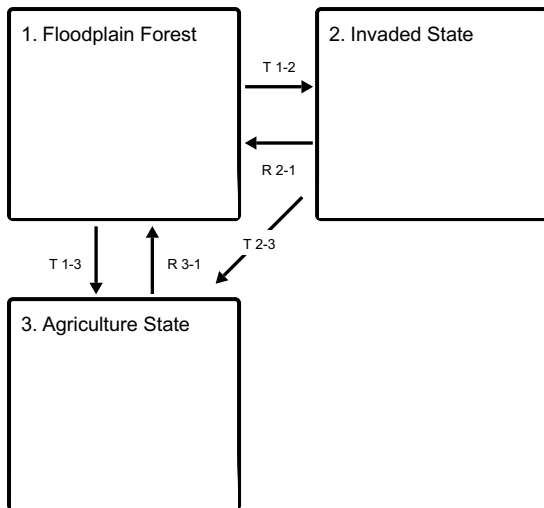 1. Floodplain Forest
2. Invaded State
T 1-2
R 2-1
T 1-3
R 3-1
T 2-3
3. Agriculture State